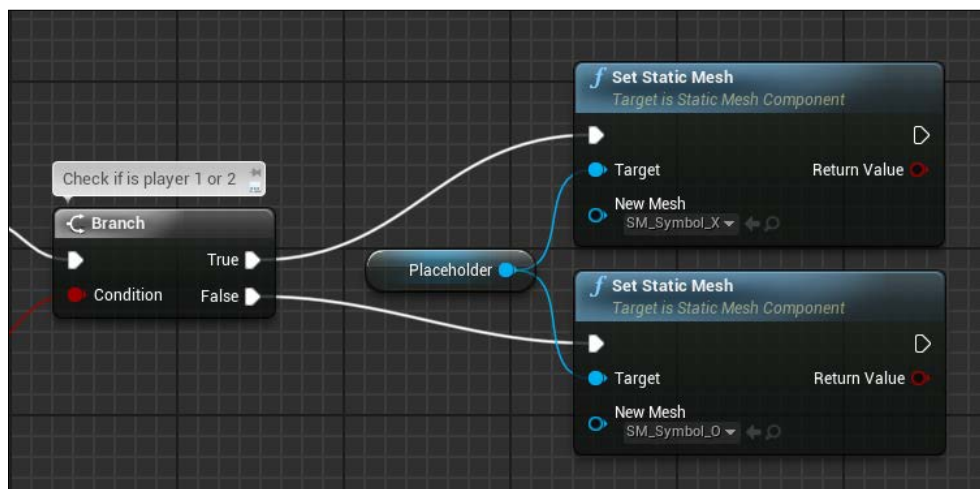 Set Static Mesh
Target is Static Mesh Component
Target
Return Value
New Mesh
SM_Symbol_X
Check if is player 1 or 2
Branch
True
Condition
False
Placeholder
Set Static Mesh
Target is Static Mesh Component
Target
Return Value
New Mesh
SM_Symbol_O